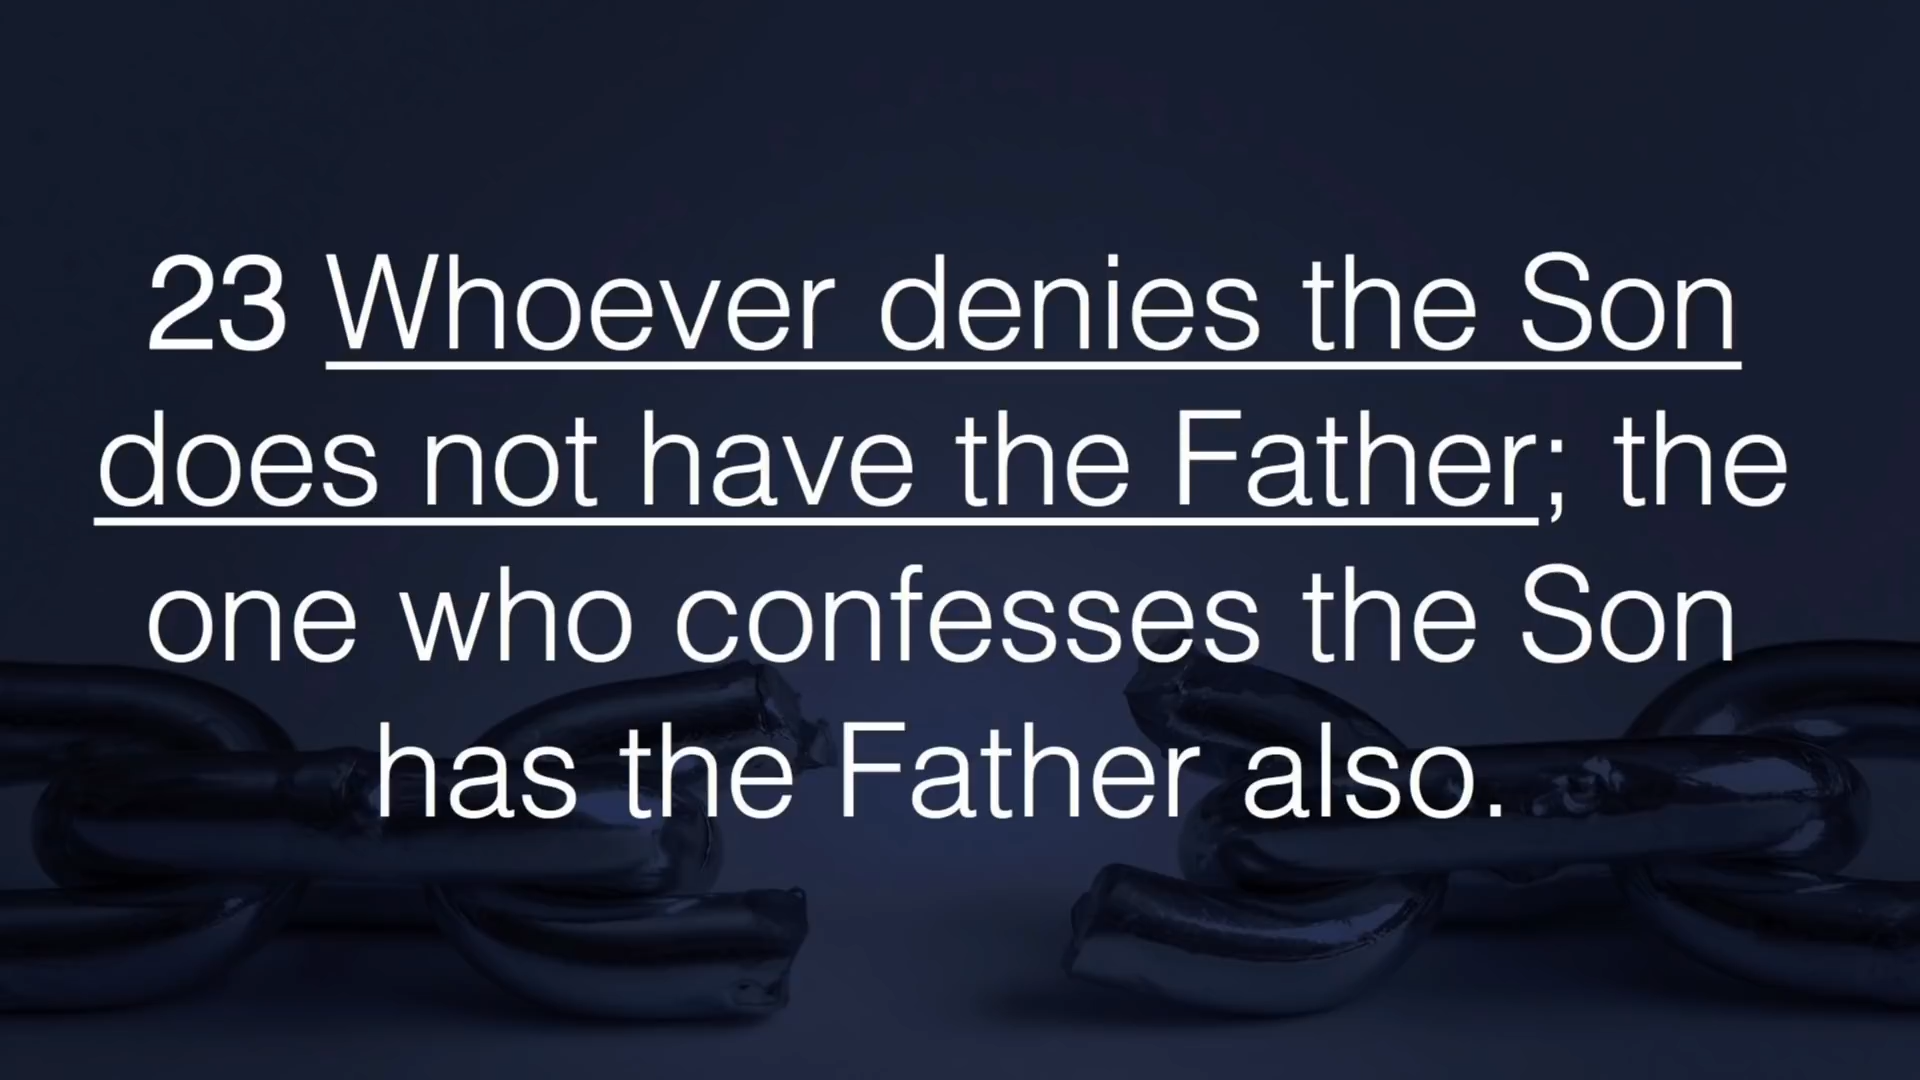 23 Whoever denies the Son
does not have the Father; the
one who confesses the Son
has the Father also.